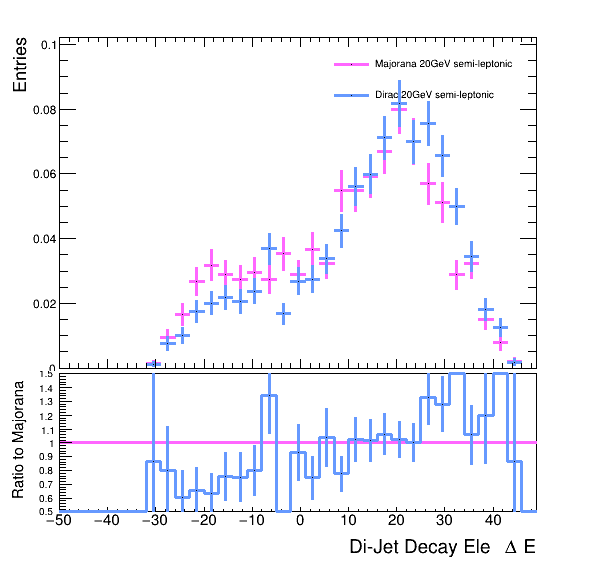 Entries
0.1
Majorana 20GeV semi-leptonic
Dirac 20GeV semi-leptonic
0.08
0.06
0.04
0.02
0
Ratio to Majorana
1.5
1.4
1.3
1.2
1.1
1
0.9
0.8
0.7
0.6
0.5
−50 −40 −30 −20 −10 0 10 20 30 40
Di-Jet Decay Ele Δ E